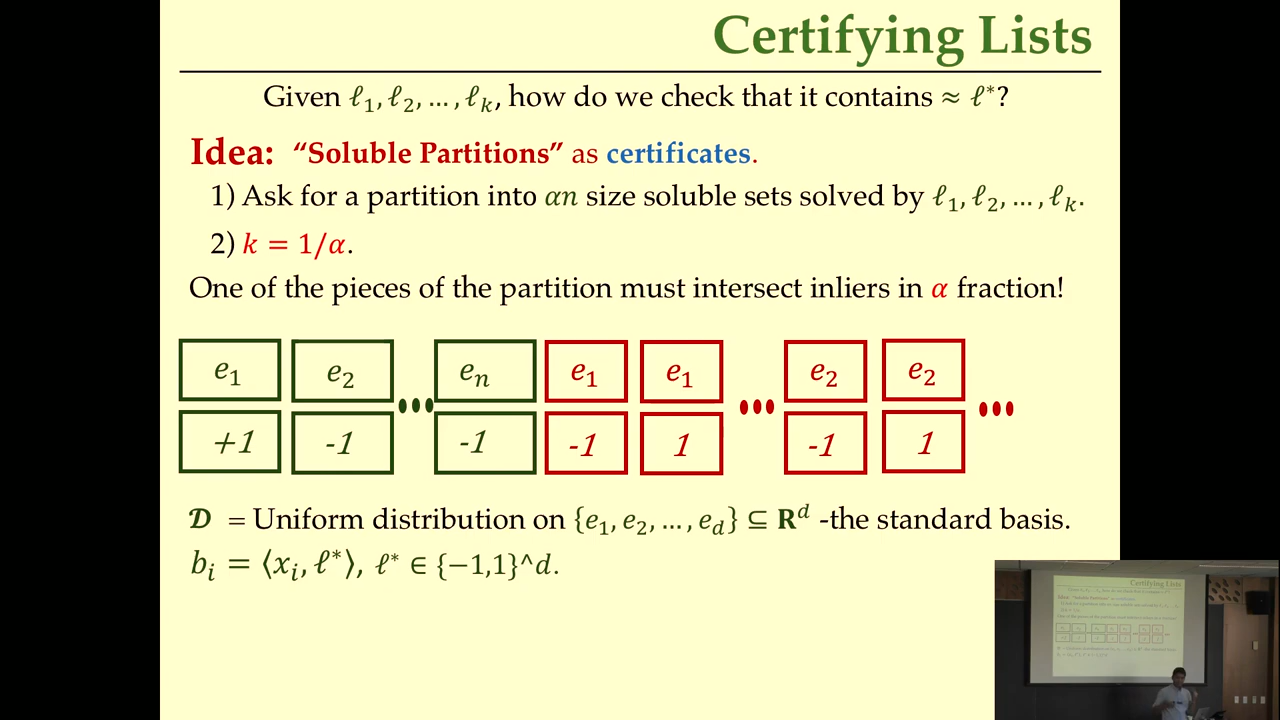 Certifying Lists
Given ℓ₁, ℓ₂, … , ℓₖ, how do we check that it contains ≈ ℓ*?
Idea: “Soluble Partitions” as certificates.
1) Ask for a partition into αn size soluble sets solved by ℓ₁, ℓ₂, … , ℓₖ.
2) k = 1/α.
One of the pieces of the partition must intersect inliers in α fraction!
e₁ e₂ ••• eₙ e₁ e₁ ••• e₂ e₂ •••
+1 -1 -1 -1 1 -1 1
𝓓 = Uniform distribution on {e₁, e₂, … , e_d} ⊆ R^d -the standard basis.
bᵢ = ⟨xᵢ, ℓ*⟩, ℓ* ∈ {−1,1}^d.
Certifying Lists